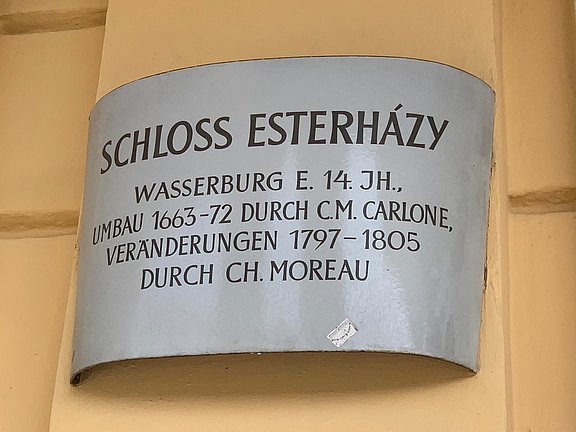 SCHLOSS ESTERHÁZY
WASSERBURG E. 14. JH.,
UMBAU 1663-72 DURCH C.M. CARLONE,
VERÄNDERUNGEN 1797-1805
DURCH CH. MOREAU